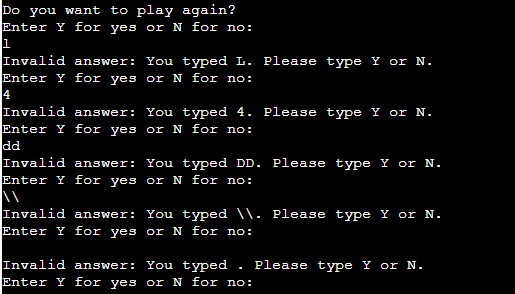 Do you want to play again?
Enter Y for yes or N for no:
l
Invalid answer: You typed L. Please type Y or N.
Enter Y for yes or N for no:
4
Invalid answer: You typed 4. Please type Y or N.
Enter Y for yes or N for no:
dd
Invalid answer: You typed DD. Please type Y or N.
Enter Y for yes or N for no:
\\
Invalid answer: You typed \\. Please type Y or N.
Enter Y for yes or N for no:

Invalid answer: You typed . Please type Y or N.
Enter Y for yes or N for no: